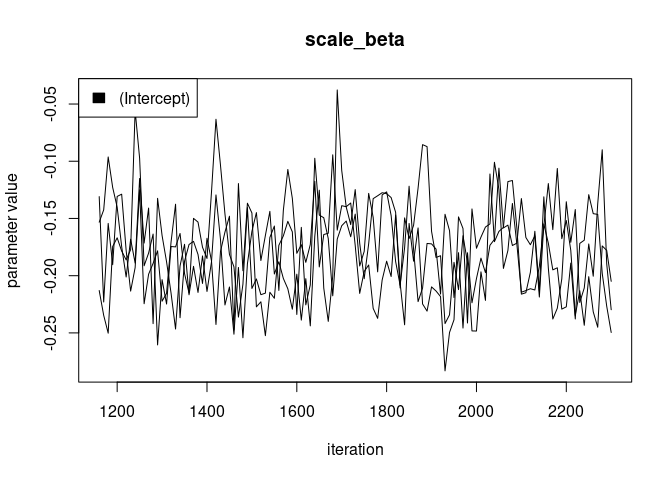 scale_beta
(Intercept)
parameter value
-0.05
-0.10
-0.15
-0.20
-0.25
1200 1400 1600 1800 2000 2200
iteration